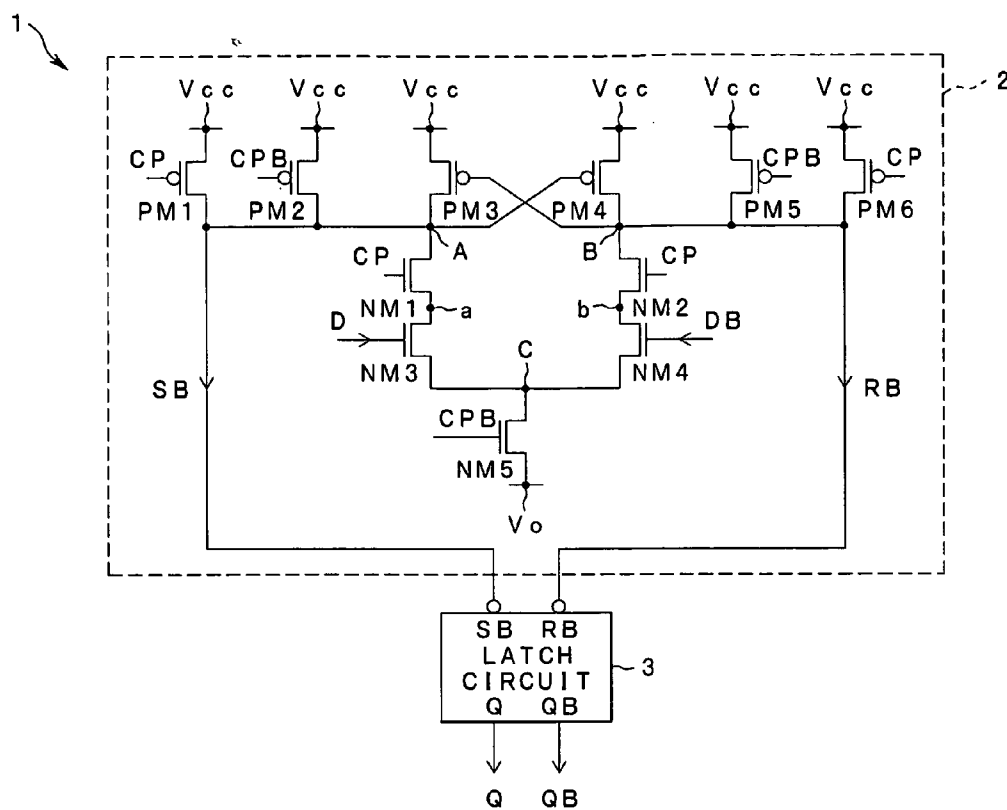 1
2
Vcc Vcc Vcc Vcc Vcc Vcc
CP CPB CPB CP
PM1 PM2 PM3 PM4 PM5 PM6
A B
CP CP
NM1 a b NM2
D DB
NM3 C NM4
SB RB
CPB
NM5
Vo
SB RB
LATCH
CIRCUIT
Q QB
3
Q QB